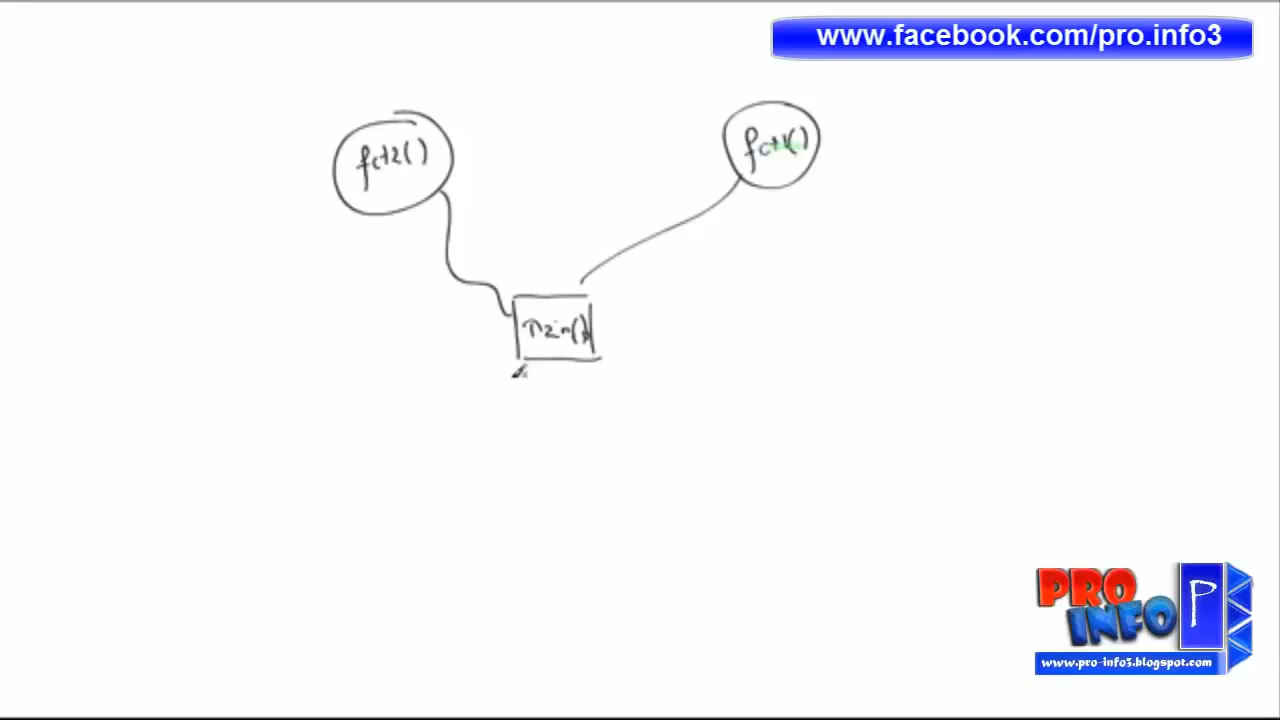 www.facebook.com/pro.info3
fct2()
fct1()
main()
PRO
INFO
P
www.pro-info3.blogspot.com